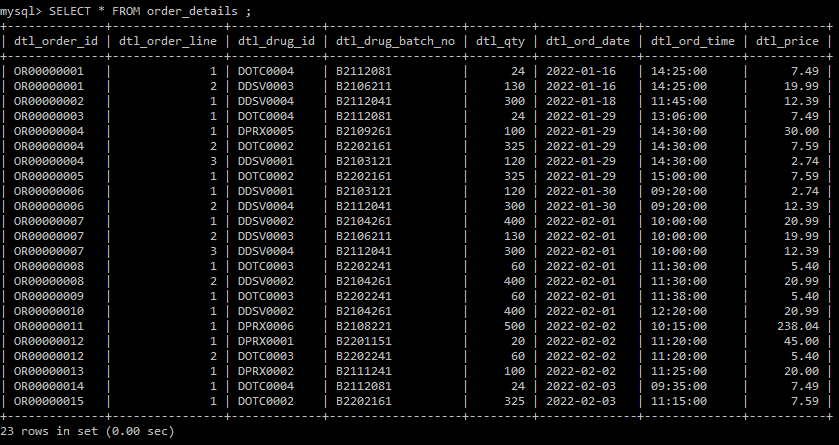 mysql> SELECT * FROM order_details ;
+-------------+----------------+-------------+-------------------+---------+--------------+--------------+-----------+
| dtl_order_id | dtl_order_line | dtl_drug_id | dtl_drug_batch_no | dtl_qty | dtl_ord_date | dtl_ord_time | dtl_price |
+-------------+----------------+-------------+-------------------+---------+--------------+--------------+-----------+
| OR00000001 | 1 | DOTC0004 | B2112081 | 24 | 2022-01-16 | 14:25:00 | 7.49 |
| OR00000001 | 2 | DDSV0003 | B2106211 | 130 | 2022-01-16 | 14:25:00 | 19.99 |
| OR00000002 | 1 | DDSV0004 | B2112041 | 300 | 2022-01-18 | 11:45:00 | 12.39 |
| OR00000003 | 1 | DOTC0004 | B2112081 | 24 | 2022-01-29 | 13:06:00 | 7.49 |
| OR00000004 | 1 | DPRX0005 | B2109261 | 100 | 2022-01-29 | 14:30:00 | 30.00 |
| OR00000004 | 2 | DOTC0002 | B2202161 | 325 | 2022-01-29 | 14:30:00 | 7.59 |
| OR00000004 | 3 | DDSV0001 | B2103121 | 120 | 2022-01-29 | 14:30:00 | 2.74 |
| OR00000005 | 1 | DOTC0002 | B2202161 | 325 | 2022-01-29 | 15:00:00 | 7.59 |
| OR00000006 | 1 | DDSV0001 | B2103121 | 120 | 2022-01-30 | 09:20:00 | 2.74 |
| OR00000006 | 2 | DDSV0004 | B2112041 | 300 | 2022-01-30 | 09:20:00 | 12.39 |
| OR00000007 | 1 | DDSV0002 | B2104261 | 400 | 2022-02-01 | 10:00:00 | 20.99 |
| OR00000007 | 2 | DDSV0003 | B2106211 | 130 | 2022-02-01 | 10:00:00 | 19.99 |
| OR00000007 | 3 | DDSV0004 | B2112041 | 300 | 2022-02-01 | 10:00:00 | 12.39 |
| OR00000008 | 1 | DOTC0003 | B2202241 | 60 | 2022-02-01 | 11:30:00 | 5.40 |
| OR00000008 | 2 | DDSV0002 | B2104261 | 400 | 2022-02-01 | 11:30:00 | 20.99 |
| OR00000009 | 1 | DOTC0003 | B2202241 | 60 | 2022-02-01 | 11:38:00 | 5.40 |
| OR00000010 | 1 | DDSV0002 | B2104261 | 400 | 2022-02-01 | 12:20:00 | 20.99 |
| OR00000011 | 1 | DPRX0006 | B2108221 | 500 | 2022-02-02 | 10:15:00 | 238.04 |
| OR00000012 | 1 | DPRX0001 | B2201151 | 20 | 2022-02-02 | 11:20:00 | 45.00 |
| OR00000012 | 2 | DOTC0003 | B2202241 | 60 | 2022-02-02 | 11:20:00 | 5.40 |
| OR00000013 | 1 | DPRX0002 | B2111241 | 100 | 2022-02-02 | 11:25:00 | 20.00 |
| OR00000014 | 1 | DOTC0004 | B2112081 | 24 | 2022-02-03 | 09:35:00 | 7.49 |
| OR00000015 | 1 | DOTC0002 | B2202161 | 325 | 2022-02-03 | 11:15:00 | 7.59 |
+-------------+----------------+-------------+-------------------+---------+--------------+--------------+-----------+
23 rows in set (0.00 sec)